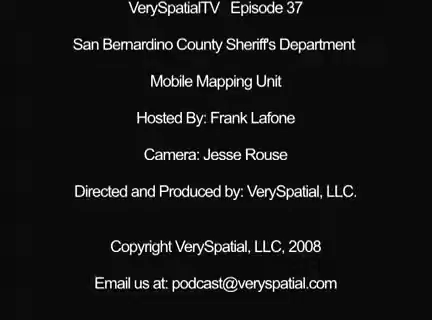 VerySpatialTV   Episode 37
San Bernardino County Sheriff's Department
Mobile Mapping Unit
Hosted By: Frank Lafone
Camera: Jesse Rouse
Directed and Produced by: VerySpatial, LLC.
Copyright VerySpatial, LLC, 2008
Email us at: podcast@veryspatial.com